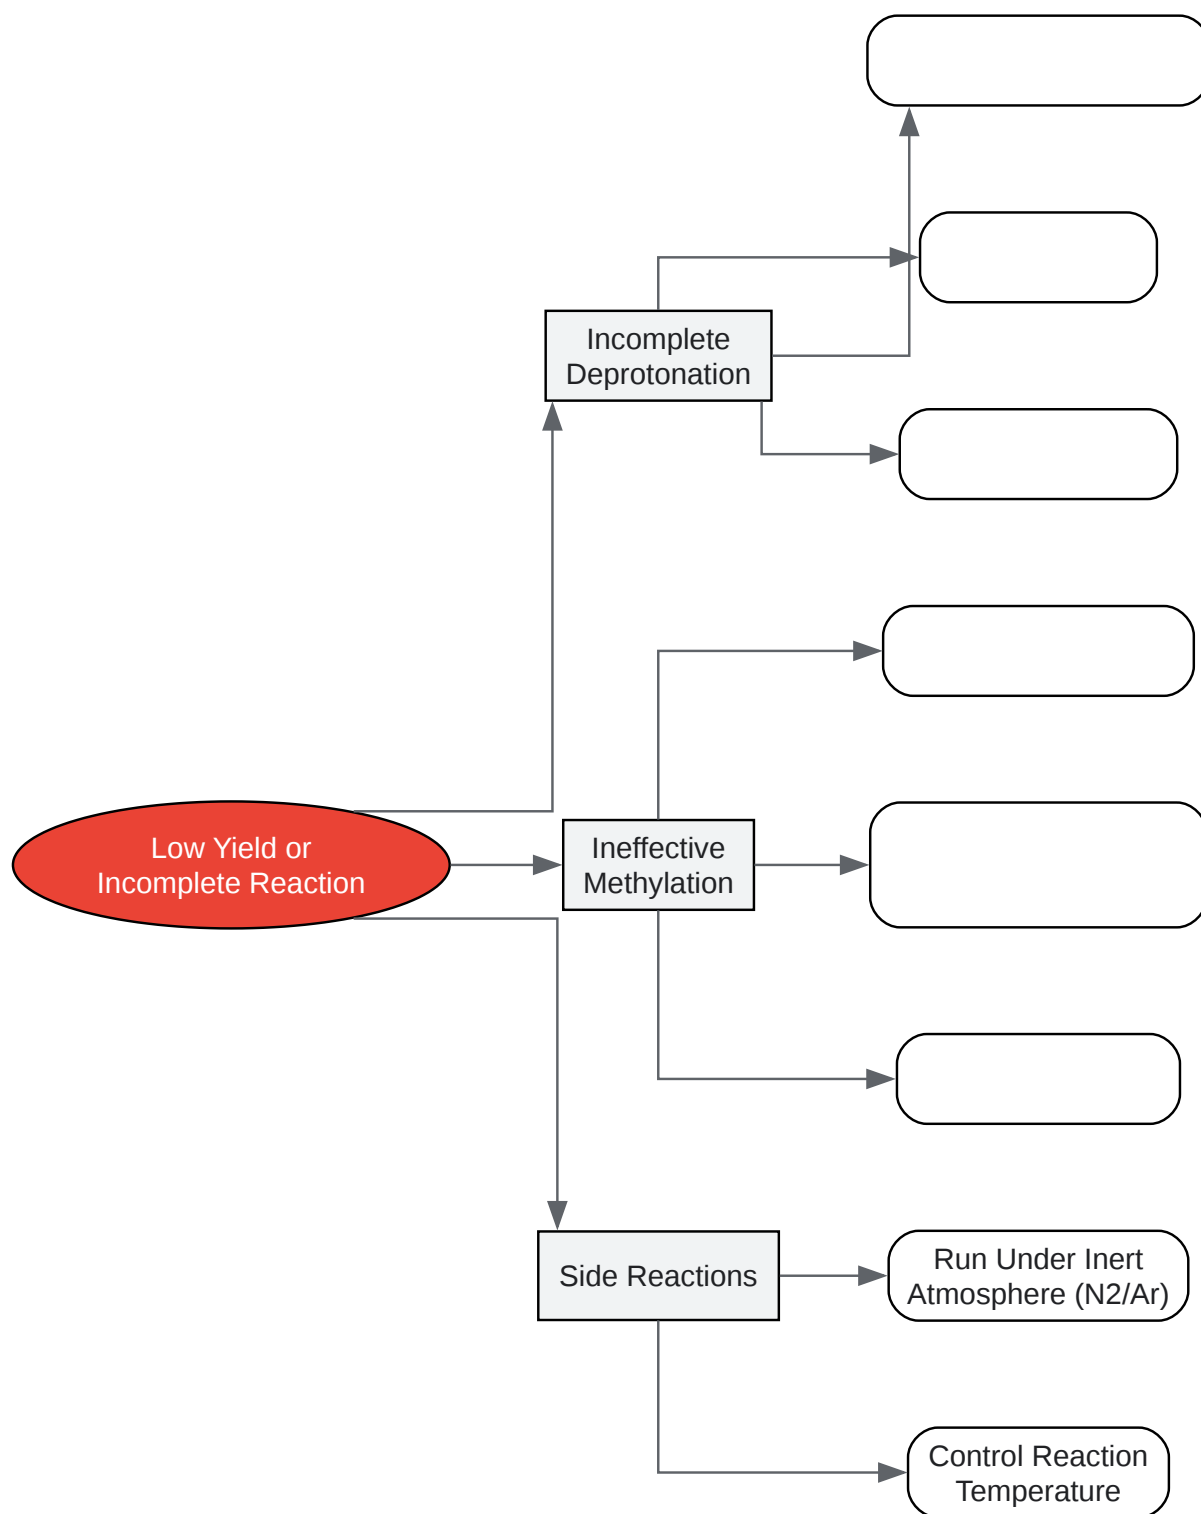 Incomplete
Deprotonation
Low Yield or
Incomplete Reaction
Ineffective
Methylation
Side Reactions
Run Under Inert
Atmosphere (N2/Ar)
Control Reaction
Temperature